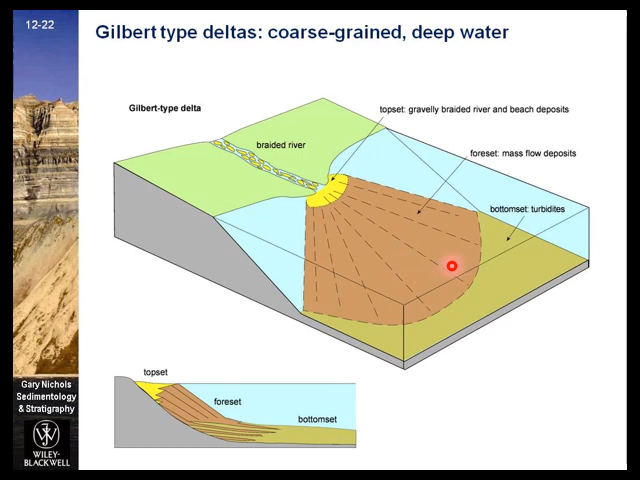 12-22
Gilbert type deltas: coarse-grained, deep water
Gilbert-type delta
topset: gravelly braided river and beach deposits
braided river
foreset: mass flow deposits
bottomset: turbidites
topset
foreset
bottomset
Gary Nichols
Sedimentology
& Stratigraphy
WILEY-
BLACKWELL